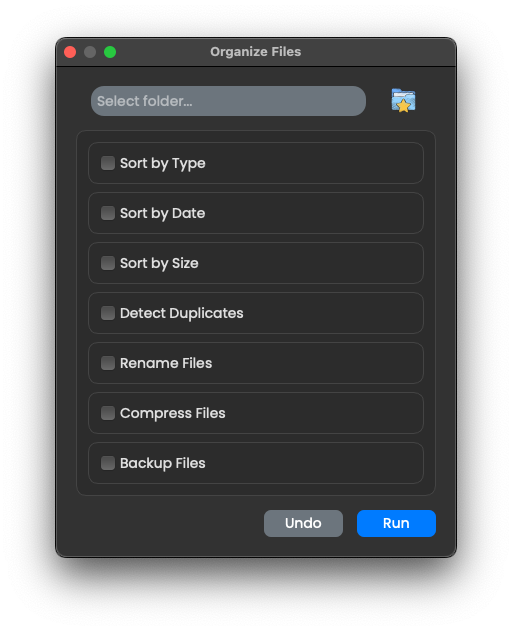 Organize Files
Select folder...
Sort by Type
Sort by Date
Sort by Size
Detect Duplicates
Rename Files
Compress Files
Backup Files
Undo Run